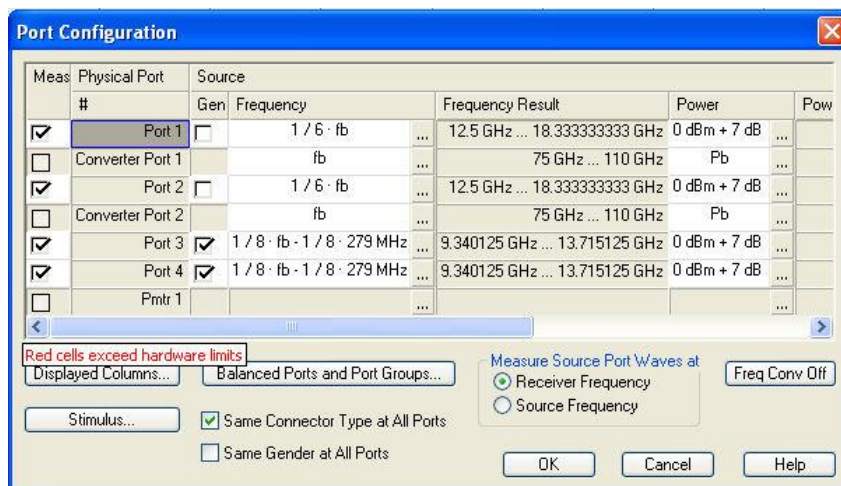 Port Configuration
Meas Physical Port Source
# Gen Frequency Frequency Result Power Pow
Port 1 1 / 6 · fb ... 12.5 GHz ... 18.333333333 GHz 0 dBm + 7 dB ...
Converter Port 1 fb ... 75 GHz ... 110 GHz Pb ...
Port 2 1 / 6 · fb ... 12.5 GHz ... 18.333333333 GHz 0 dBm + 7 dB ...
Converter Port 2 fb ... 75 GHz ... 110 GHz Pb ...
Port 3 1 / 8 · fb - 1 / 8 · 279 MHz ... 9.340125 GHz ... 13.715125 GHz 0 dBm + 7 dB ...
Port 4 1 / 8 · fb - 1 / 8 · 279 MHz ... 9.340125 GHz ... 13.715125 GHz 0 dBm + 7 dB ...
Pmtr 1 ... ...
Red cells exceed hardware limits
Displayed Columns... Balanced Ports and Port Groups... Measure Source Port Waves at Freq Conv Off
Receiver Frequency
Source Frequency
Stimulus... Same Connector Type at All Ports
Same Gender at All Ports
OK Cancel Help